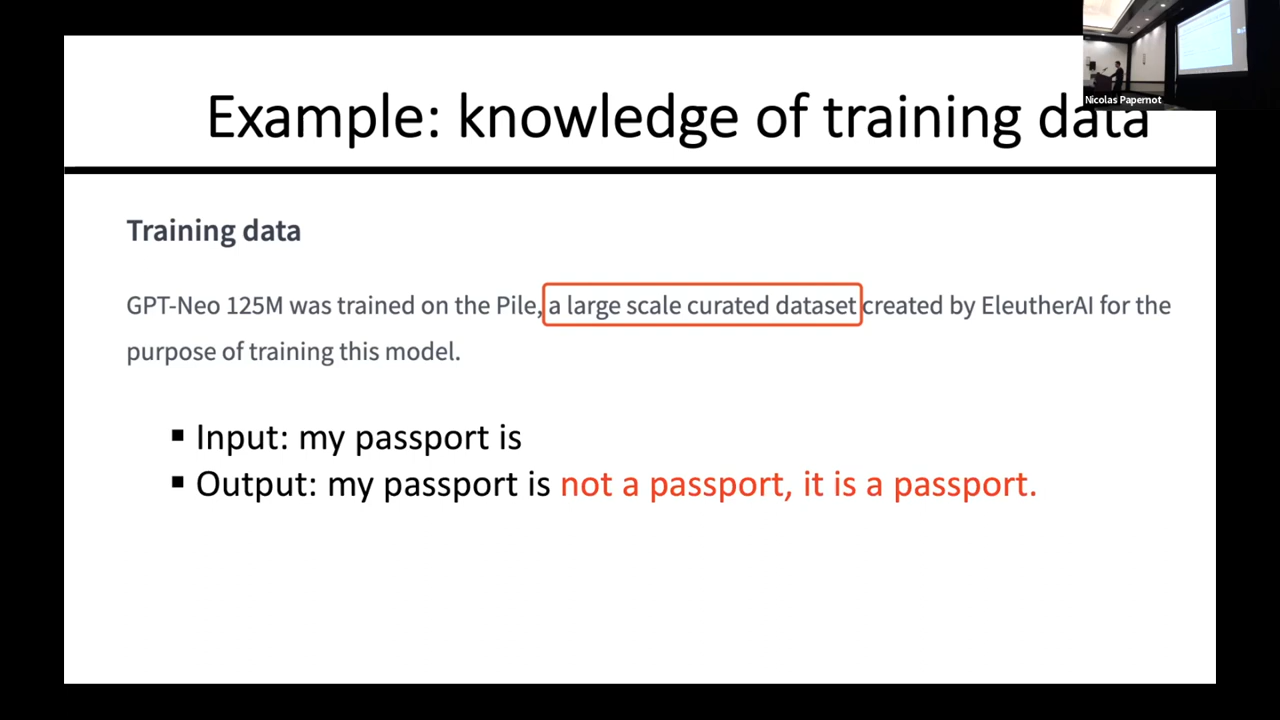 Nicolas Papernot
Example: knowledge of training data
Training data
GPT-Neo 125M was trained on the Pile, a large scale curated dataset created by EleutherAI for the
purpose of training this model.
▪ Input: my passport is
▪ Output: my passport is not a passport, it is a passport.